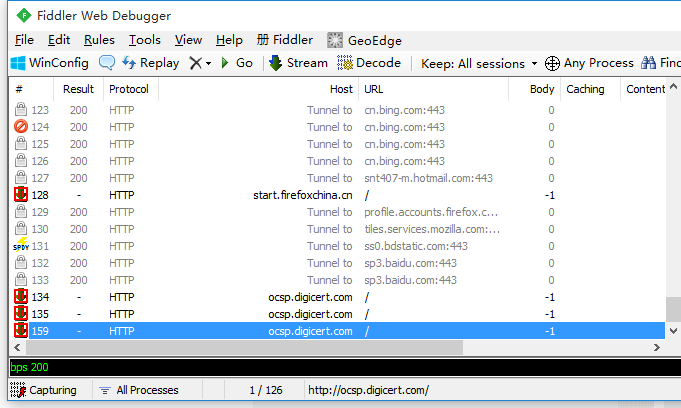 Fiddler Web Debugger
File Edit Rules Tools View Help 册 Fiddler GeoEdge
WinConfig Replay Go Stream Decode Keep: All sessions Any Process Find
# Result Protocol Host URL Body Caching Content
123 200 HTTP Tunnel to cn.bing.com:443 0
124 200 HTTP Tunnel to cn.bing.com:443 0
125 200 HTTP Tunnel to cn.bing.com:443 0
126 200 HTTP Tunnel to cn.bing.com:443 0
127 200 HTTP Tunnel to snt407-m.hotmail.com:443 0
128 - HTTP start.firefoxchina.cn / -1
129 200 HTTP Tunnel to profile.accounts.firefox.c... 0
130 200 HTTP Tunnel to tiles.services.mozilla.com:... 0
SPDY 131 200 HTTP Tunnel to ss0.bdstatic.com:443 0
132 200 HTTP Tunnel to sp3.baidu.com:443 0
133 200 HTTP Tunnel to sp3.baidu.com:443 0
134 - HTTP ocsp.digicert.com / -1
135 - HTTP ocsp.digicert.com / -1
159 - HTTP ocsp.digicert.com / -1
bps 200
Capturing All Processes 1 / 126 http://ocsp.digicert.com/